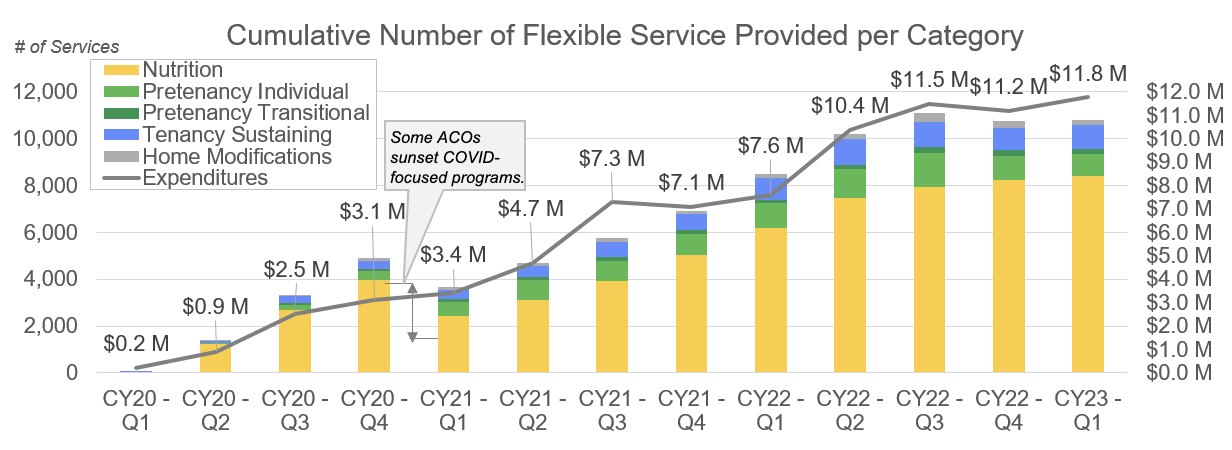 Cumulative Number of Flexible Service Provided per Category
# of Services
Nutrition
Pretenancy Individual
Pretenancy Transitional
Tenancy Sustaining
Home Modifications
Expenditures
Some ACOs
sunset COVID-
focused programs.
12,000
10,000
8,000
6,000
4,000
2,000
0
$0.2 M
$0.9 M
$2.5 M
$3.1 M
$3.4 M
$4.7 M
$7.3 M
$7.1 M
$7.6 M
$10.4 M
$11.5 M
$11.2 M
$11.8 M
$12.0 M
$11.0 M
$10.0 M
$9.0 M
$8.0 M
$7.0 M
$6.0 M
$5.0 M
$4.0 M
$3.0 M
$2.0 M
$1.0 M
$0.0 M
CY20 -
Q1
CY20 -
Q2
CY20 -
Q3
CY20 -
Q4
CY21 -
Q1
CY21 -
Q2
CY21 -
Q3
CY21 -
Q4
CY22 -
Q1
CY22 -
Q2
CY22 -
Q3
CY22 -
Q4
CY23 -
Q1